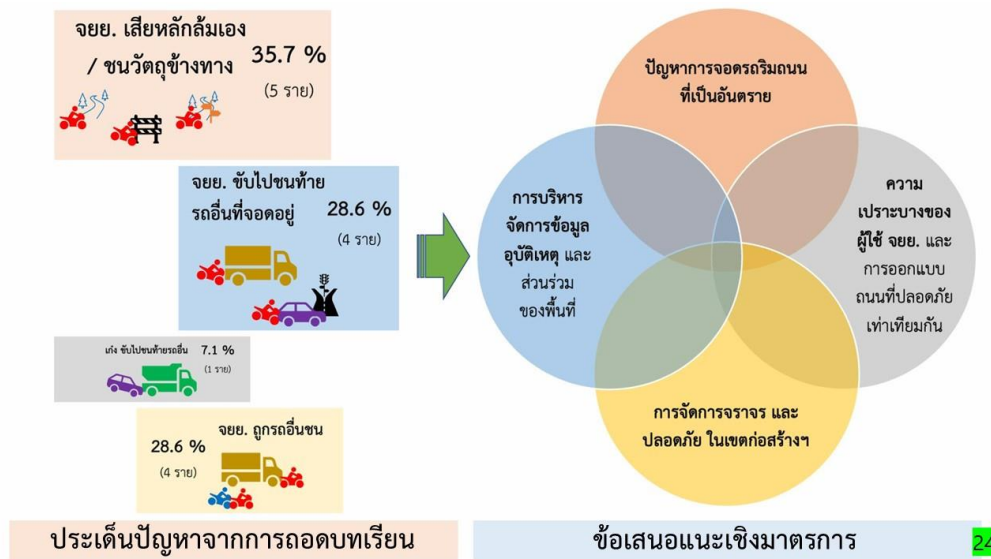 จยย. เสียหลักล้มเอง
/ ชนวัตถุข้างทาง
35.7 %
(5 ราย)
จยย. ขับไปชนท้าย
รถอื่นที่จอดอยู่
28.6 %
(4 ราย)
เก๋ง ขับไปชนท้ายรถอื่น
7.1 %
(1 ราย)
จยย. ถูกรถอื่นชน
28.6 %
(4 ราย)
ประเด็นปัญหาจากการถอดบทเรียน
ปัญหาการจอดรถริมถนน
ที่เป็นอันตราย
การบริหาร
จัดการข้อมูล
อุบัติเหตุ และ
ส่วนร่วม
ของพื้นที่
ความ
เปราะบางของ
ผู้ใช้ จยย. และ
การออกแบบ
ถนนที่ปลอดภัย
เท่าเทียมกัน
การจัดการจราจร และ
ปลอดภัย ในเขตก่อสร้างฯ
ข้อเสนอแนะเชิงมาตรการ
24